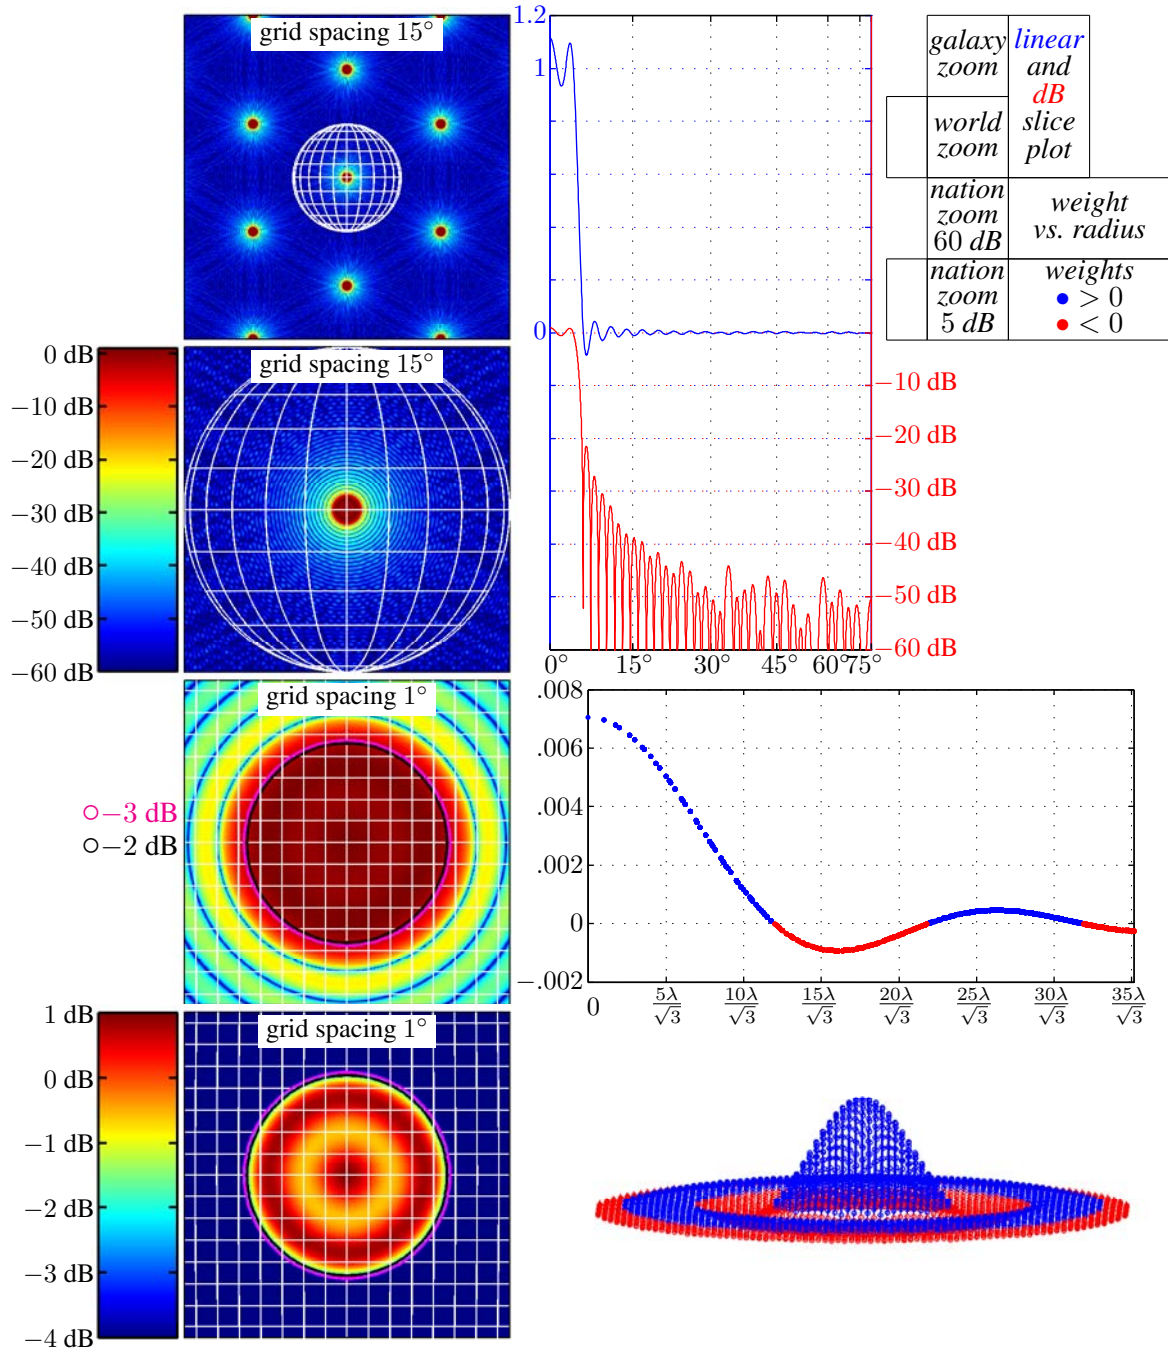 grid spacing 15°
1.2
1
0
−10 dB
−20 dB
−30 dB
−40 dB
−50 dB
−60 dB
0° 15° 30° 45° 60° 75°
galaxy zoom
linear and dB slice plot
world zoom
nation zoom 60 dB
weight vs. radius
nation zoom 5 dB
weights
> 0
< 0
grid spacing 15°
0 dB
−10 dB
−20 dB
−30 dB
−40 dB
−50 dB
−60 dB
grid spacing 1°
−3 dB
−2 dB
.008
.006
.004
.002
0
−.002
0 5λ/√3 10λ/√3 15λ/√3 20λ/√3 25λ/√3 30λ/√3 35λ/√3
grid spacing 1°
1 dB
0 dB
−1 dB
−2 dB
−3 dB
−4 dB